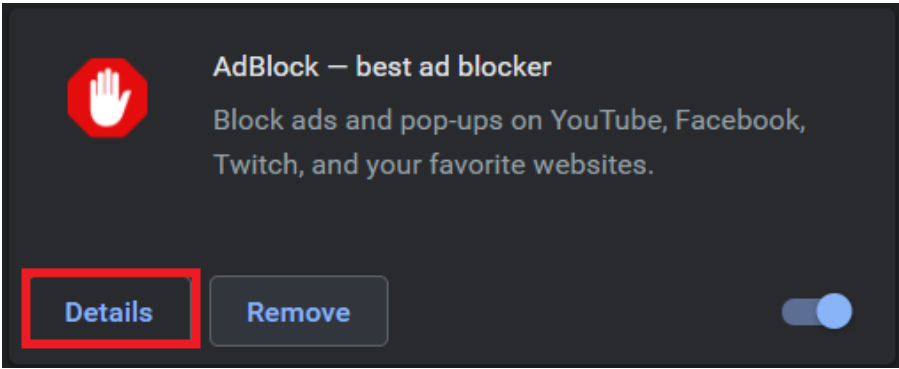 AdBlock — best ad blocker
Block ads and pop-ups on YouTube, Facebook,
Twitch, and your favorite websites.
Details
Remove